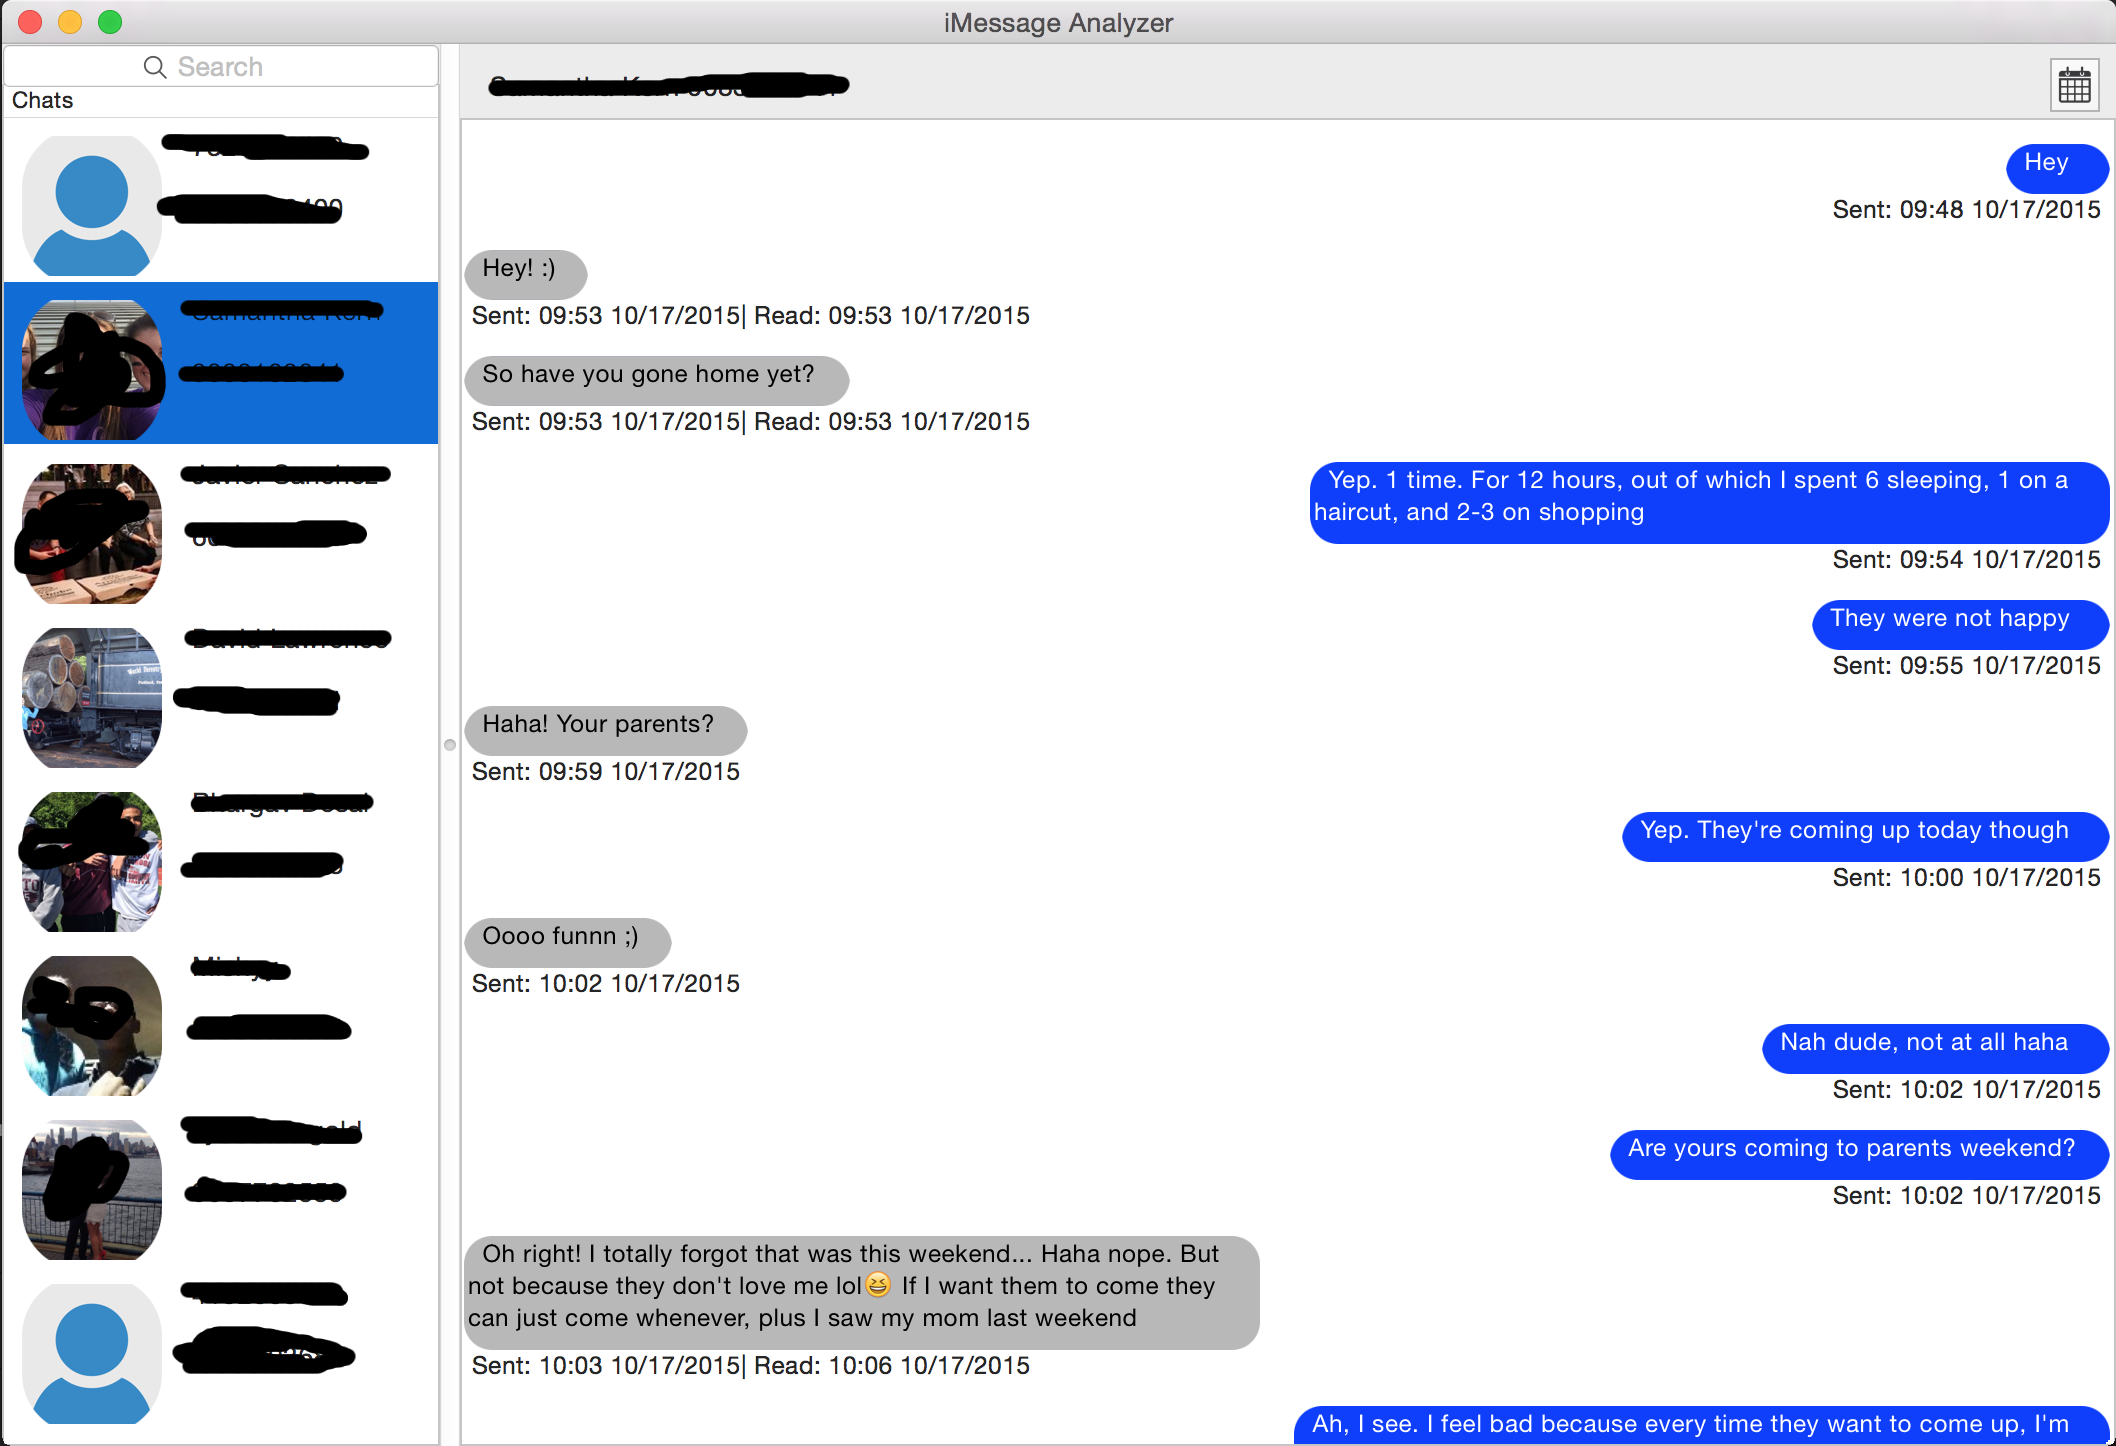 iMessage Analyzer
Search
Chats
Hey
Sent: 09:48 10/17/2015
Hey! :)
Sent: 09:53 10/17/2015| Read: 09:53 10/17/2015
So have you gone home yet?
Sent: 09:53 10/17/2015| Read: 09:53 10/17/2015
Yep. 1 time. For 12 hours, out of which I spent 6 sleeping, 1 on a
haircut, and 2-3 on shopping
Sent: 09:54 10/17/2015
They were not happy
Sent: 09:55 10/17/2015
Haha! Your parents?
Sent: 09:59 10/17/2015
Yep. They're coming up today though
Sent: 10:00 10/17/2015
Oooo funnn ;)
Sent: 10:02 10/17/2015
Nah dude, not at all haha
Sent: 10:02 10/17/2015
Are yours coming to parents weekend?
Sent: 10:02 10/17/2015
Oh right! I totally forgot that was this weekend... Haha nope. But
not because they don't love me lol😆 If I want them to come they
can just come whenever, plus I saw my mom last weekend
Sent: 10:03 10/17/2015| Read: 10:06 10/17/2015
Ah, I see. I feel bad because every time they want to come up, I'm